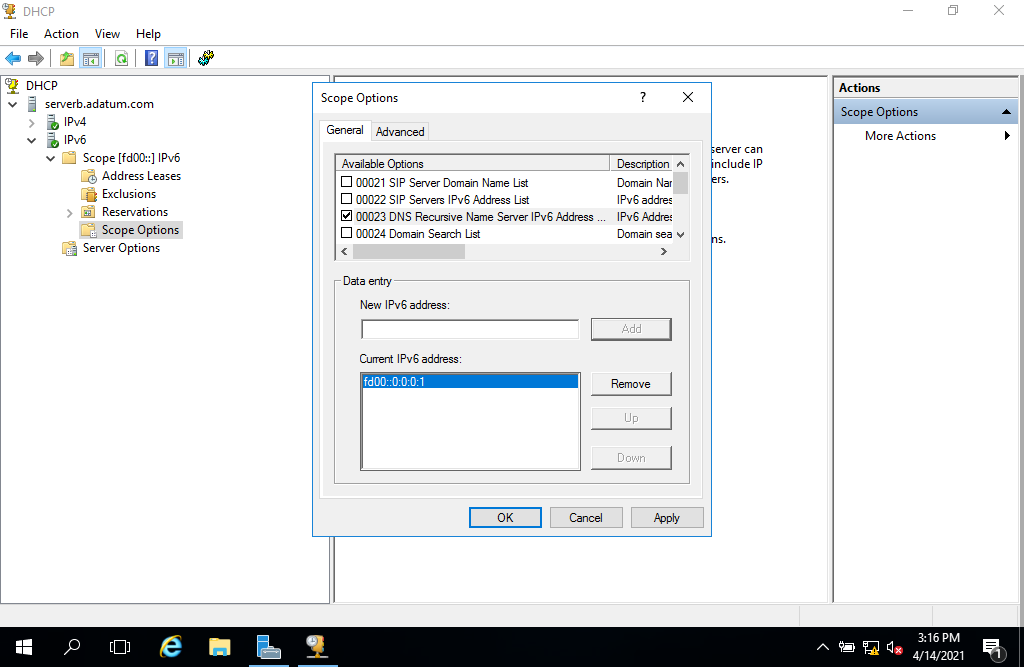 DHCP
File Action View Help
DHCP
serverb.adatum.com
IPv4
IPv6
Scope [fd00::] IPv6
Address Leases
Exclusions
Reservations
Scope Options
Server Options
Scope Options
?
General Advanced
Available Options Description
00021 SIP Server Domain Name List Domain Nar
00022 SIP Servers IPv6 Address List IPv6 addres
00023 DNS Recursive Name Server IPv6 Address ... IPv6 Addres
00024 Domain Search List Domain sea
Data entry
New IPv6 address:
Add
Current IPv6 address:
fd00::0:0:0:1
Remove
Up
Down
OK Cancel Apply
server can
include IP
ers.
ns.
Actions
Scope Options
More Actions
3:16 PM
4/14/2021
1